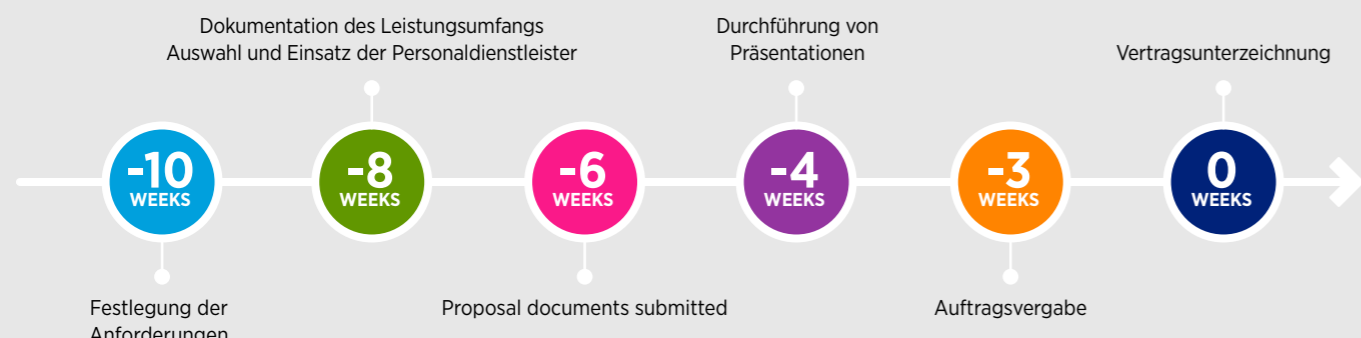 Dokumentation des Leistungsumfangs
Auswahl und Einsatz der Personaldienstleister
Durchführung von
Präsentationen
Vertragsunterzeichnung
-10
WEEKS
-8
WEEKS
-6
WEEKS
-4
WEEKS
-3
WEEKS
0
WEEKS
Festlegung der
Anforderungen
Proposal documents submitted
Auftragsvergabe